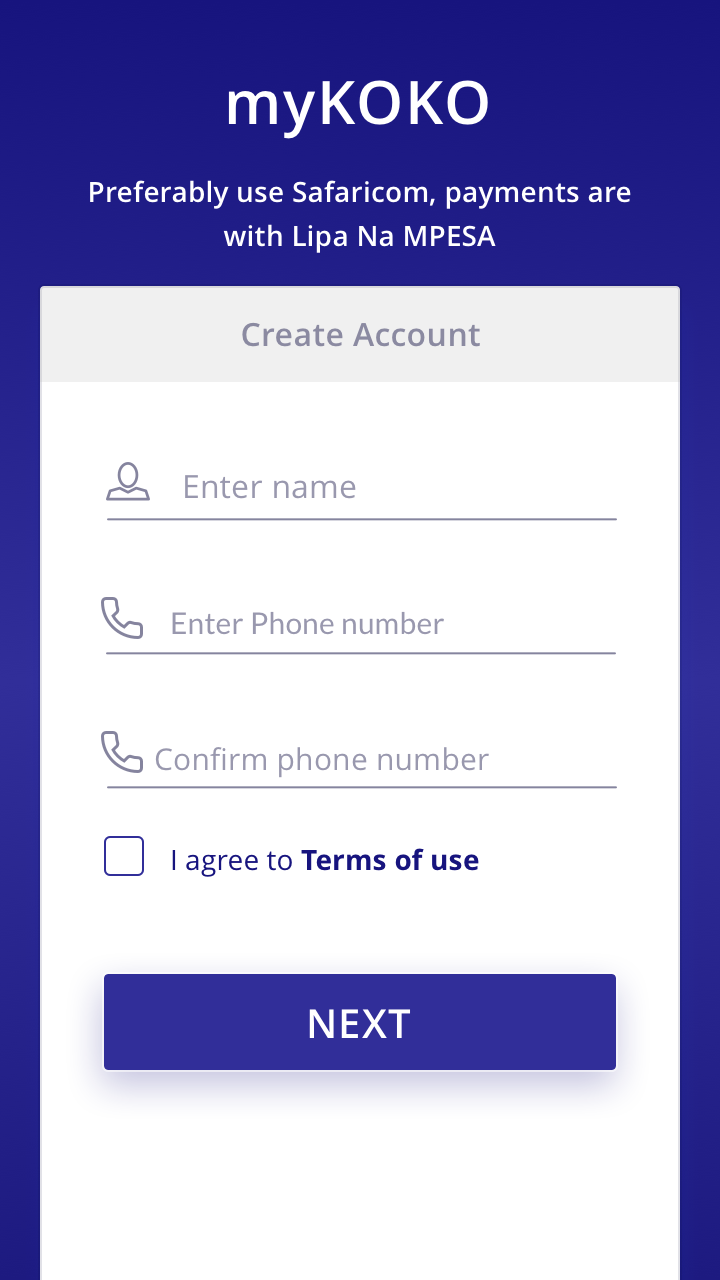 myKOKO
Preferably use Safaricom, payments are
with Lipa Na MPESA
Create Account
Enter name
Enter Phone number
Confirm phone number
I agree to Terms of use
NEXT